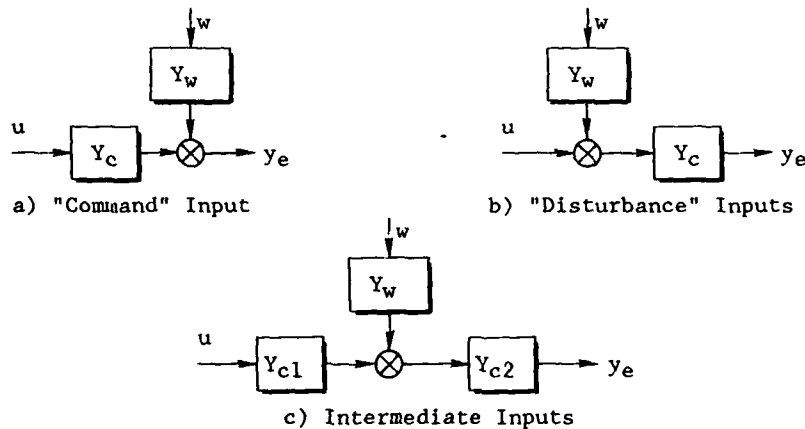 w
Y_w
u
Y_c
y_e
a) "Command" Input
w
Y_w
u
Y_c
y_e
b) "Disturbance" Inputs
w
Y_w
u
Y_c1
Y_c2
y_e
c) Intermediate Inputs